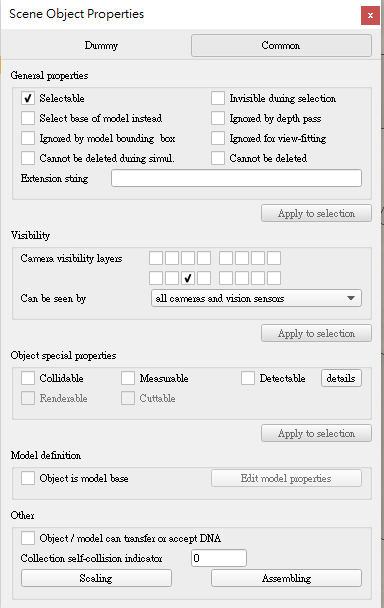 Scene Object Properties
x
Dummy Common
General properties
Selectable Invisible during selection
Select base of model instead Ignored by depth pass
Ignored by model bounding box Ignored for view-fitting
Cannot be deleted during simul. Cannot be deleted
Extension string
Apply to selection
Visibility
Camera visibility layers
Can be seen by all cameras and vision sensors
Apply to selection
Object special properties
Collidable Measurable Detectable details
Renderable Cuttable
Apply to selection
Model definition
Object is model base Edit model properties
Other
Object / model can transfer or accept DNA
Collection self-collision indicator 0
Scaling Assembling